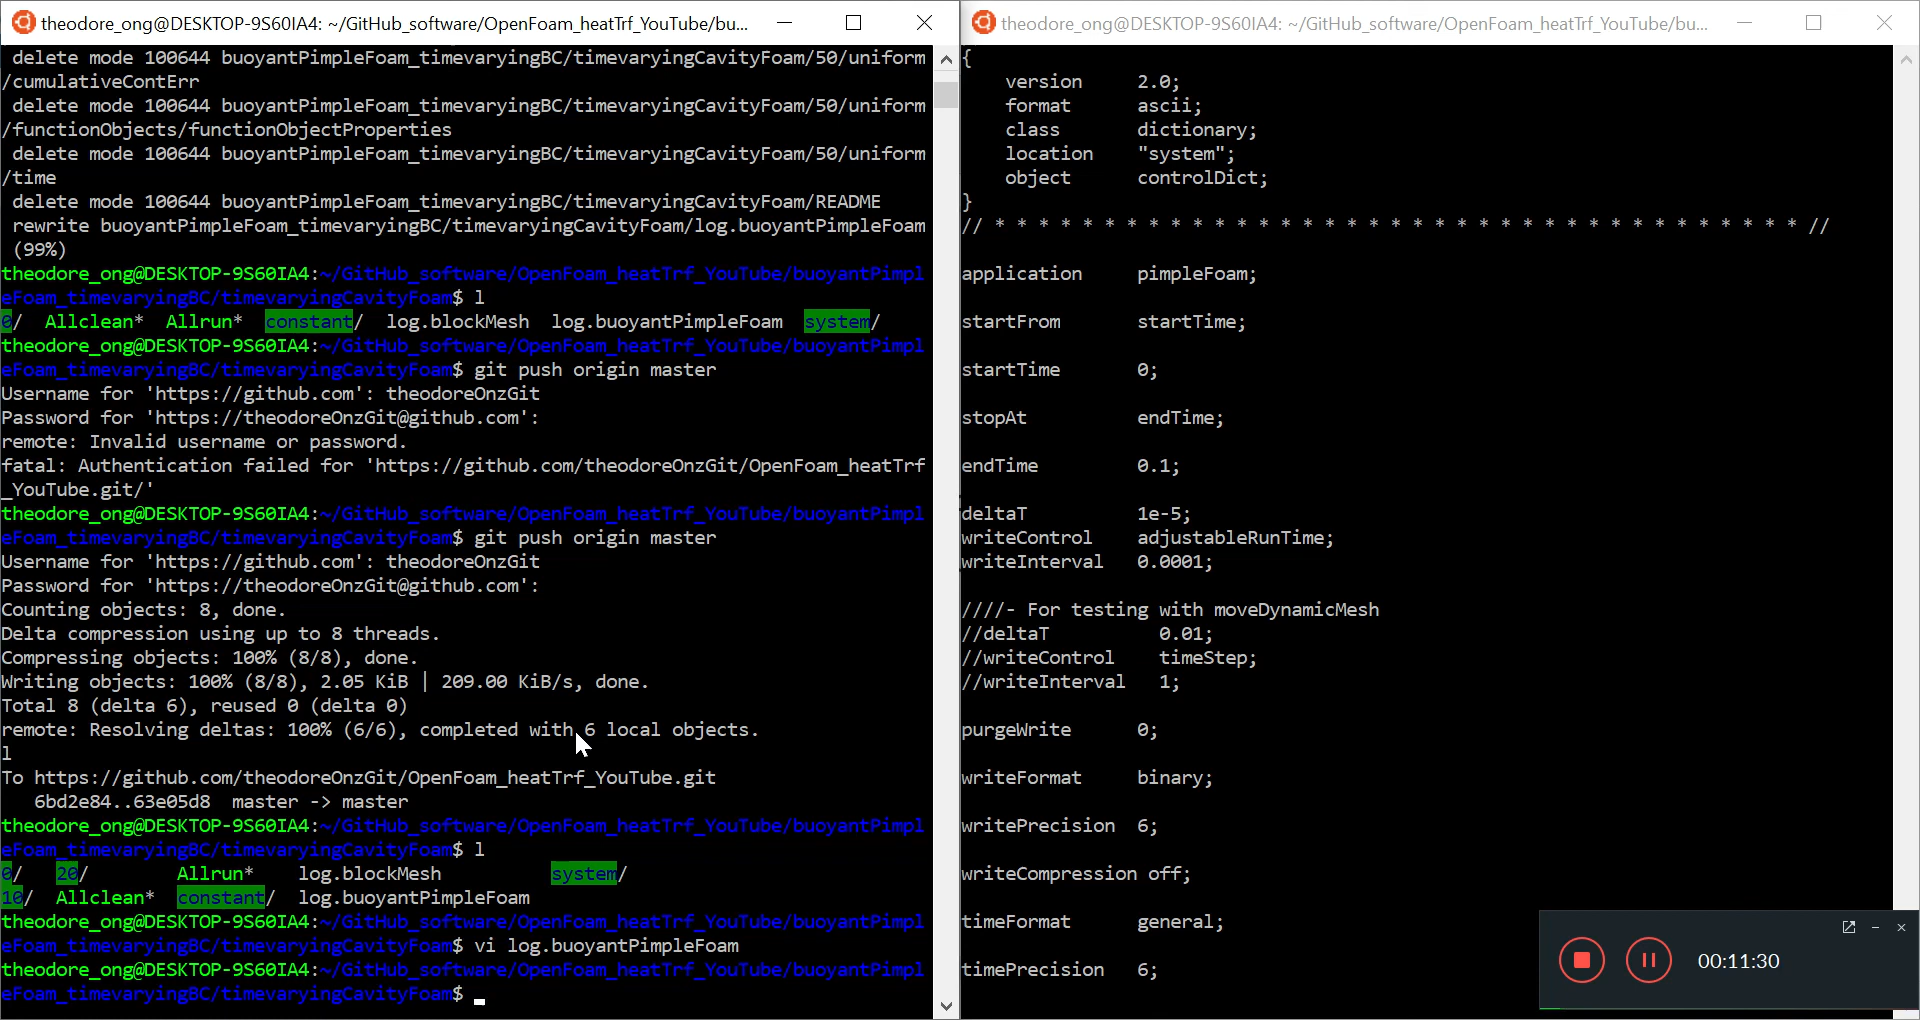 theodore_ong@DESKTOP-9S60IA4: ~/GitHub_software/OpenFoam_heatTrf_YouTube/bu...
delete mode 100644 buoyantPimpleFoam_timevaryingBC/timevaryingCavityFoam/50/uniform
/cumulativeContErr
delete mode 100644 buoyantPimpleFoam_timevaryingBC/timevaryingCavityFoam/50/uniform
/functionObjects/functionObjectProperties
delete mode 100644 buoyantPimpleFoam_timevaryingBC/timevaryingCavityFoam/50/uniform
/time
delete mode 100644 buoyantPimpleFoam_timevaryingBC/timevaryingCavityFoam/README
rewrite buoyantPimpleFoam_timevaryingBC/timevaryingCavityFoam/log.buoyantPimpleFoam
(99%)
theodore_ong@DESKTOP-9S60IA4:~/GitHub_software/OpenFoam_heatTrf_YouTube/buoyantPimpl
eFoam_timevaryingBC/timevaryingCavityFoam$ l
0/  Allclean*  Allrun*  constant/  log.blockMesh  log.buoyantPimpleFoam  system/
theodore_ong@DESKTOP-9S60IA4:~/GitHub_software/OpenFoam_heatTrf_YouTube/buoyantPimpl
eFoam_timevaryingBC/timevaryingCavityFoam$ git push origin master
Username for 'https://github.com': theodoreOnzGit
Password for 'https://theodoreOnzGit@github.com':
remote: Invalid username or password.
fatal: Authentication failed for 'https://github.com/theodoreOnzGit/OpenFoam_heatTrf
_YouTube.git/'
theodore_ong@DESKTOP-9S60IA4:~/GitHub_software/OpenFoam_heatTrf_YouTube/buoyantPimpl
eFoam_timevaryingBC/timevaryingCavityFoam$ git push origin master
Username for 'https://github.com': theodoreOnzGit
Password for 'https://theodoreOnzGit@github.com':
Counting objects: 8, done.
Delta compression using up to 8 threads.
Compressing objects: 100% (8/8), done.
Writing objects: 100% (8/8), 2.05 KiB | 209.00 KiB/s, done.
Total 8 (delta 6), reused 0 (delta 0)
remote: Resolving deltas: 100% (6/6), completed with 6 local objects.
l
To https://github.com/theodoreOnzGit/OpenFoam_heatTrf_YouTube.git
6bd2e84..63e05d8  master -> master
theodore_ong@DESKTOP-9S60IA4:~/GitHub_software/OpenFoam_heatTrf_YouTube/buoyantPimpl
eFoam_timevaryingBC/timevaryingCavityFoam$ l
0/   20/        Allrun*    log.blockMesh          system/
10/  Allclean*  constant/  log.buoyantPimpleFoam
theodore_ong@DESKTOP-9S60IA4:~/GitHub_software/OpenFoam_heatTrf_YouTube/buoyantPimpl
eFoam_timevaryingBC/timevaryingCavityFoam$ vi log.buoyantPimpleFoam
theodore_ong@DESKTOP-9S60IA4:~/GitHub_software/OpenFoam_heatTrf_YouTube/buoyantPimpl
eFoam_timevaryingBC/timevaryingCavityFoam$
theodore_ong@DESKTOP-9S60IA4: ~/GitHub_software/OpenFoam_heatTrf_YouTube/bu...
{
version     2.0;
format      ascii;
class       dictionary;
location    "system";
object      controlDict;
}
// * * * * * * * * * * * * * * * * * * * * * * * * * * * * * * * * * * * * * //
application     pimpleFoam;
startFrom       startTime;
startTime       0;
stopAt          endTime;
endTime         0.1;
deltaT          1e-5;
writeControl    adjustableRunTime;
writeInterval   0.0001;
////- For testing with moveDynamicMesh
//deltaT          0.01;
//writeControl    timeStep;
//writeInterval   1;
purgeWrite      0;
writeFormat     binary;
writePrecision  6;
writeCompression off;
timeFormat      general;
timePrecision   6;
00:11:30